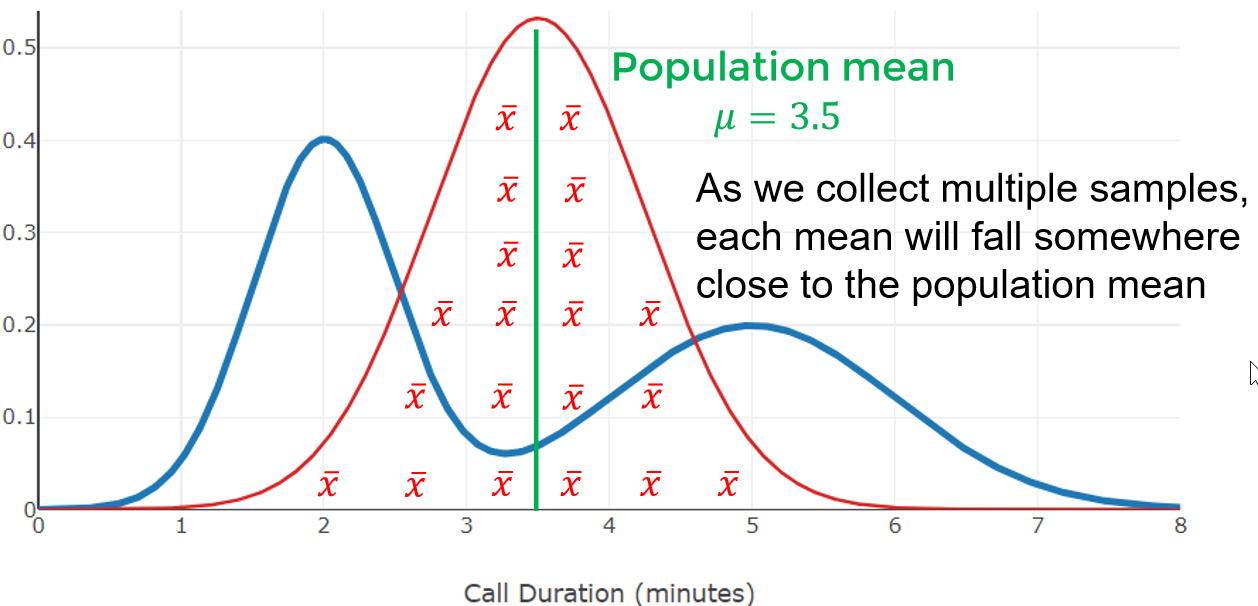 0.5
Population mean
x̄ x̄
μ = 3.5
0.4
x̄ x̄
As we collect multiple samples,
0.3
each mean will fall somewhere
x̄ x̄
close to the population mean
x̄ x̄ x̄ x̄
0.2
x̄ x̄ x̄ x̄
0.1
x̄ x̄ x̄ x̄ x̄ x̄
0
0 1 2 3 4 5 6 7 8
Call Duration (minutes)